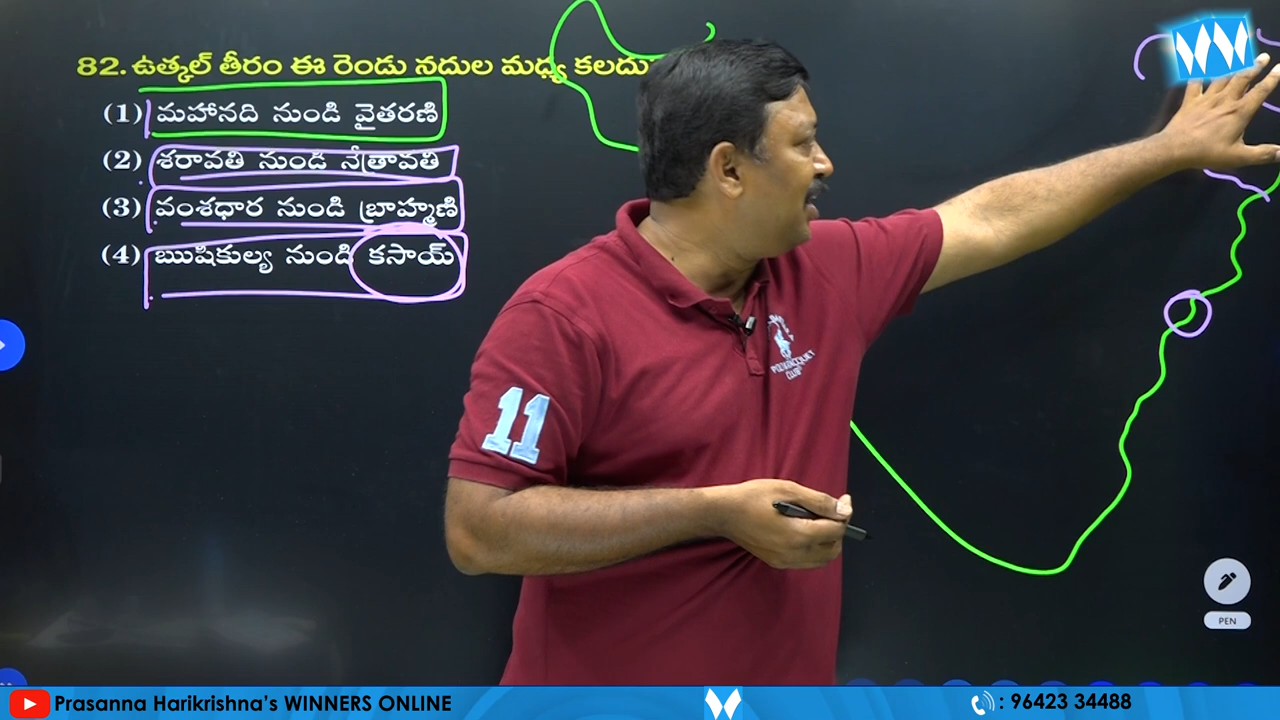 82. ఉత్కల్ తీరం ఈ రెండు నదుల మధ్య కలదు
(1) మహానది నుండి వైతరణి
(2) శరావతి నుండి నేత్రావతి
(3) వంశధార నుండి బ్రాహ్మణి
(4) ఋషికుల్య నుండి కసాయ్
11
PEN
Prasanna Harikrishna's WINNERS ONLINE
: 96423 34488